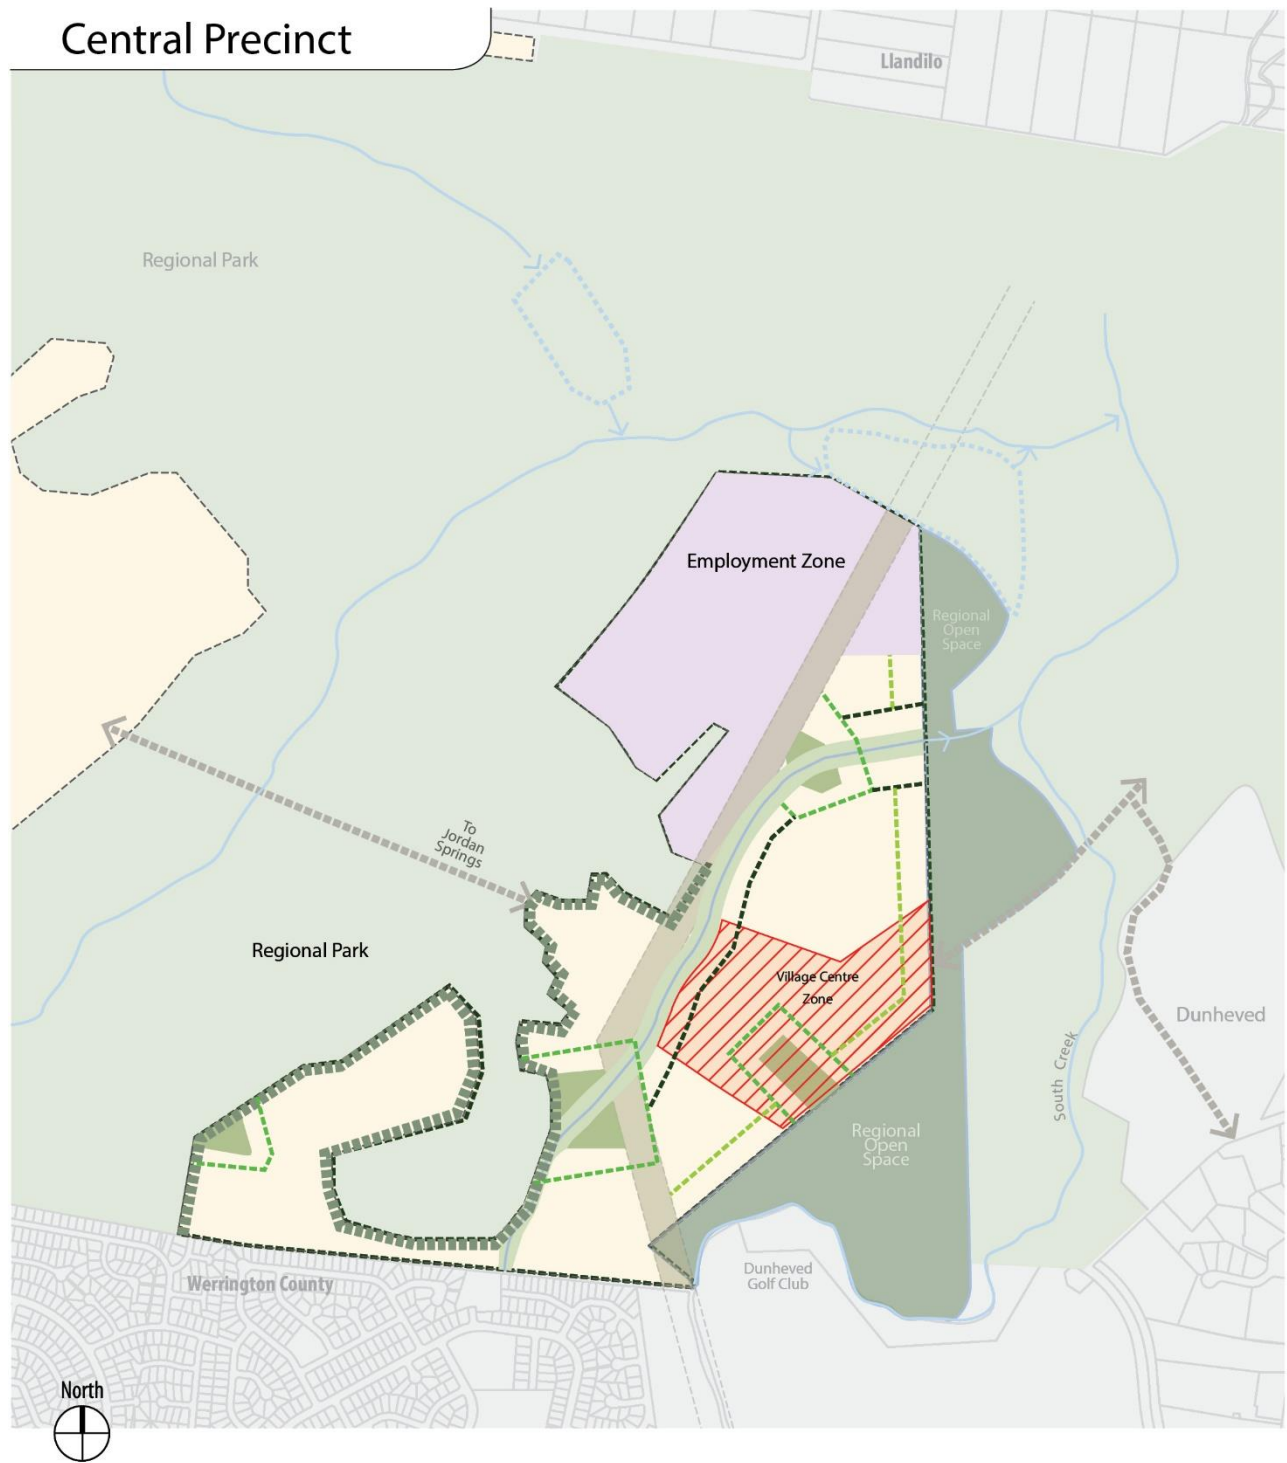 Central Precinct
Llandilo
Regional Park
Employment Zone
Regional
Open
Space
To
Jordan
Springs
Regional Park
Village Centre
Zone
Dunheved
South Creek
Regional
Open
Space
Dunheved
Golf Club
Werrington County
North